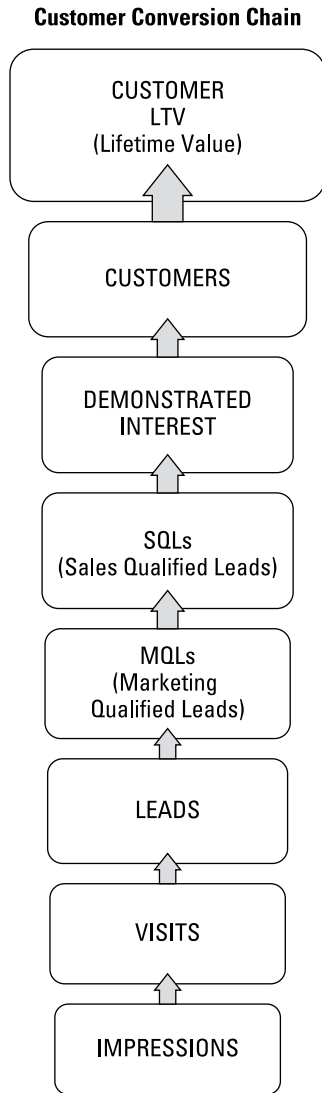 Customer Conversion Chain
CUSTOMER
LTV
(Lifetime Value)
CUSTOMERS
DEMONSTRATED
INTEREST
SQLs
(Sales Qualified Leads)
MQLs
(Marketing
Qualified Leads)
LEADS
VISITS
IMPRESSIONS